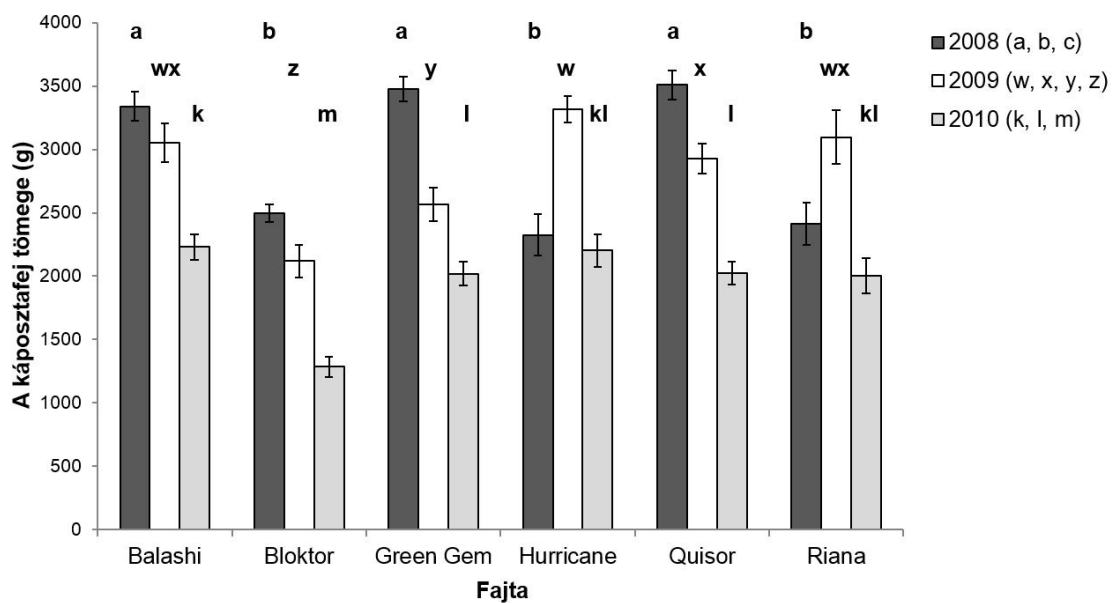 4000
3500
3000
2500
2000
1500
1000
500
0
A káposztafej tömege (g)
a b a b a b
wx z y w x wx
k m l kl l kl
2008 (a, b, c)
2009 (w, x, y, z)
2010 (k, l, m)
Balashi Bloktor Green Gem Hurricane Quisor Riana
Fajta